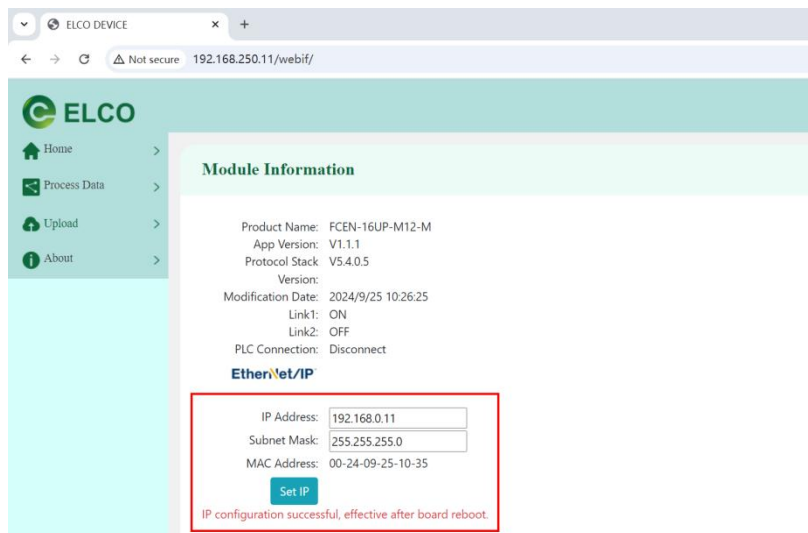 ELCO DEVICE
Not secure 192.168.250.11/webif/
ELCO
Home
Process Data
Upload
About
Module Information
Product Name: FCEN-16UP-M12-M
App Version: V1.1.1
Protocol Stack V5.4.0.5
Version:
Modification Date: 2024/9/25 10:26:25
Link1: ON
Link2: OFF
PLC Connection: Disconnect
EtherNet/IP
IP Address: 192.168.0.11
Subnet Mask: 255.255.255.0
MAC Address: 00-24-09-25-10-35
Set IP
IP configuration successful, effective after board reboot.